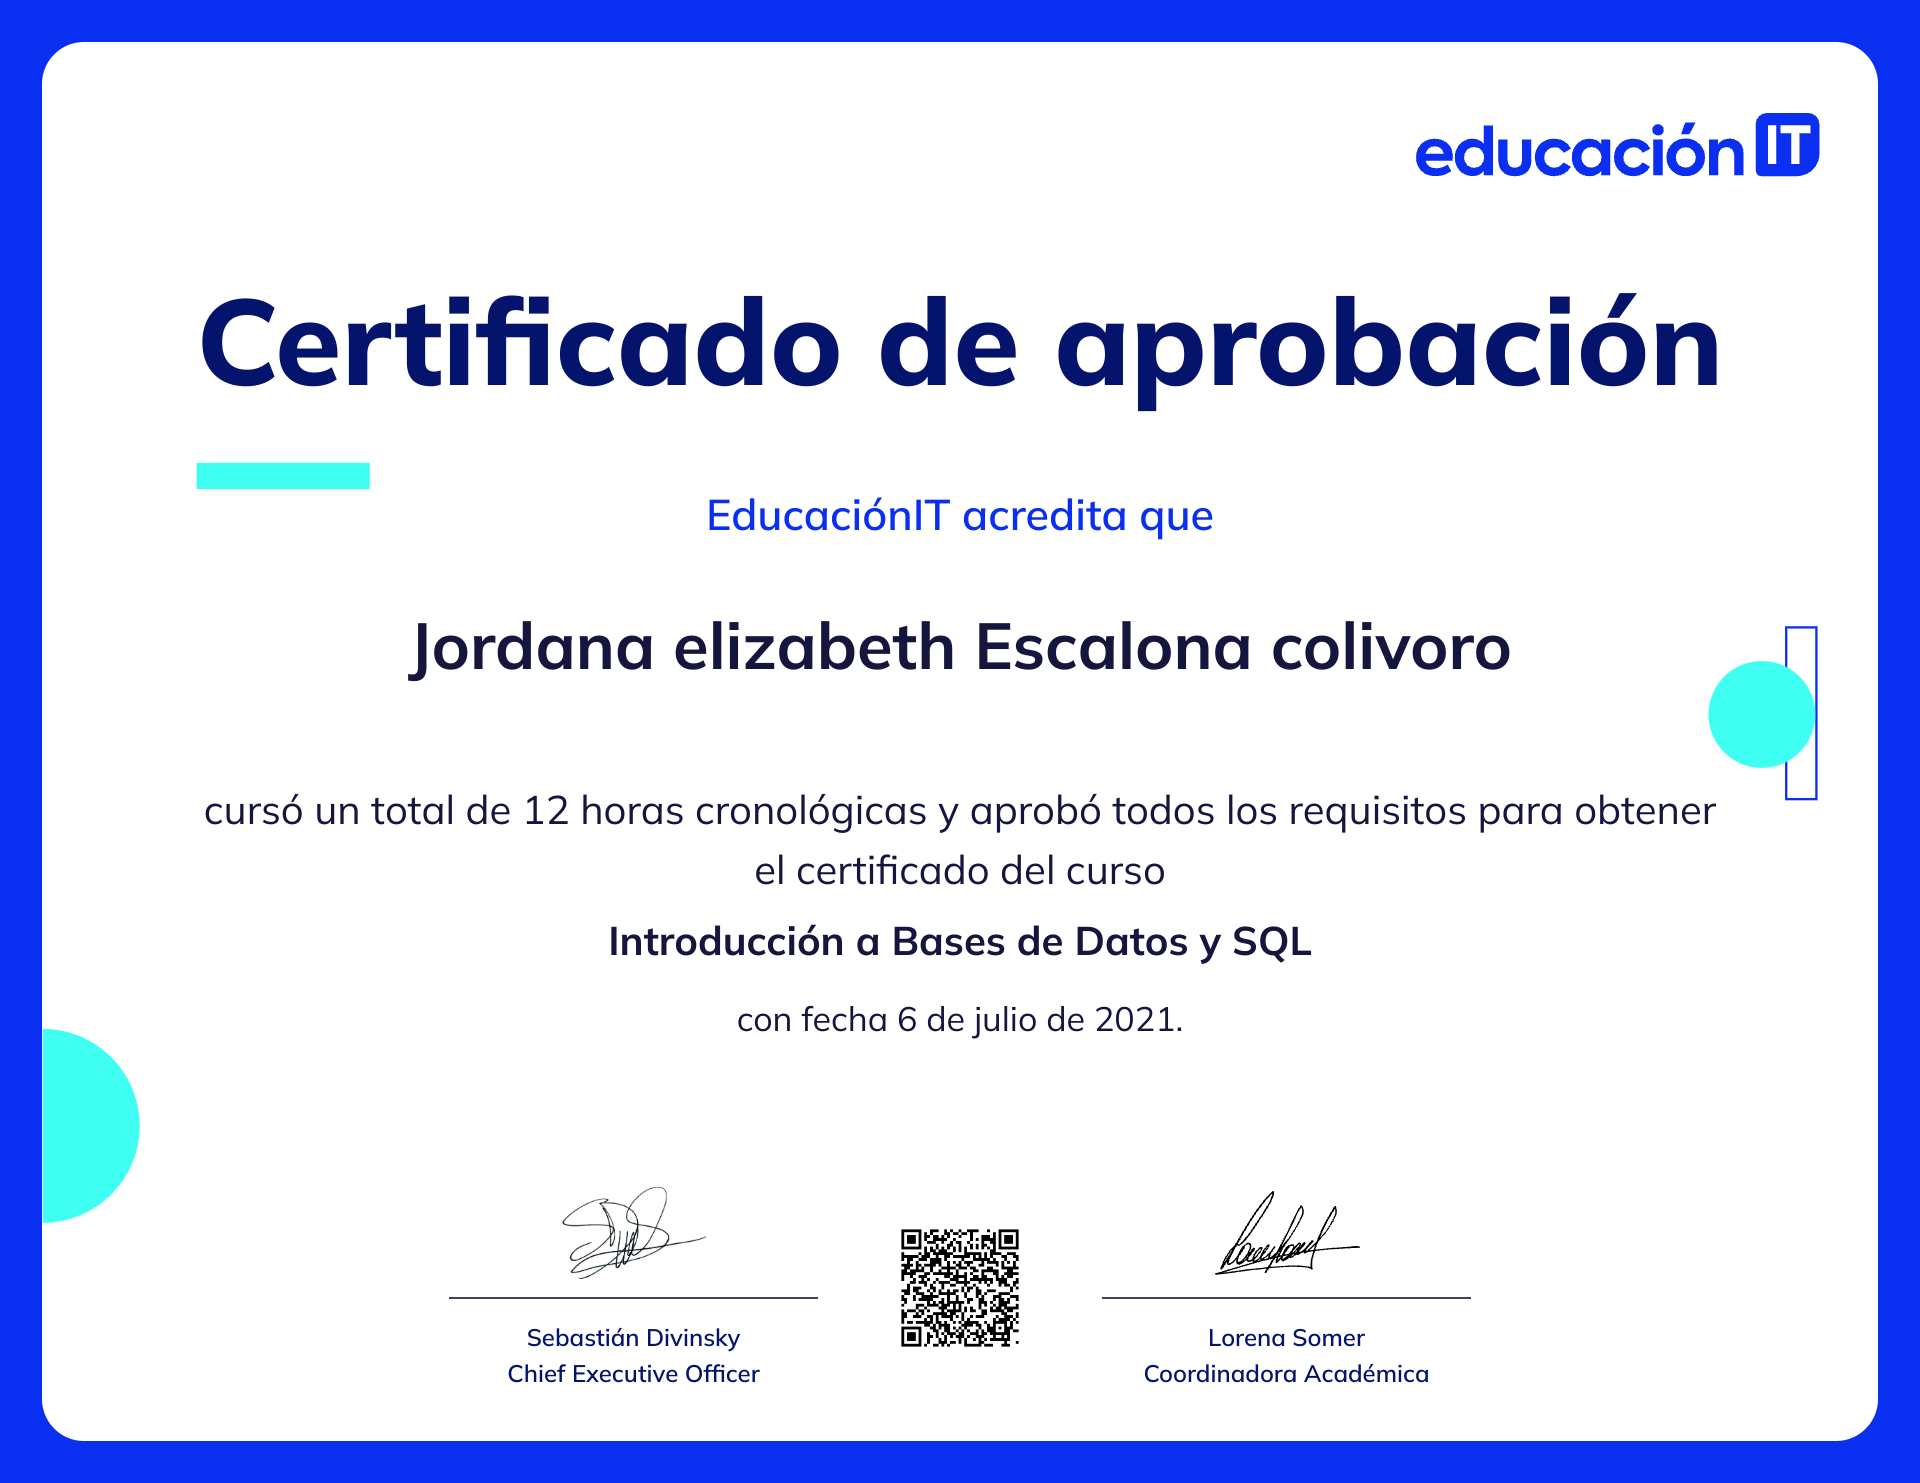 educación IT
Certificado de aprobación
EducaciónIT acredita que
Jordana elizabeth Escalona colivoro
cursó un total de 12 horas cronológicas y aprobó todos los requisitos para obtener
el certificado del curso
Introducción a Bases de Datos y SQL
con fecha 6 de julio de 2021.
Sebastián Divinsky
Chief Executive Officer
Lorena Somer
Coordinadora Académica